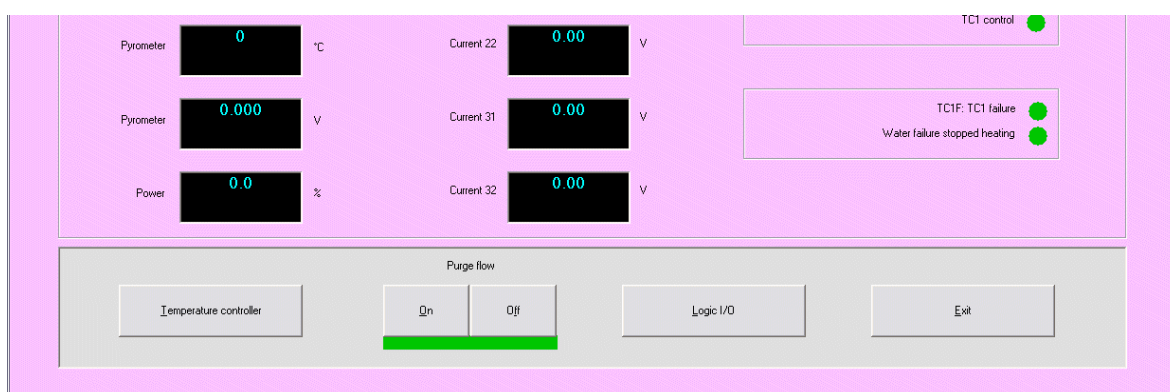 TC1 control
Pyrometer 0 °C Current 22 0.00 V
Pyrometer 0.000 V Current 31 0.00 V
TC1F: TC1 failure
Water failure stopped heating
Power 0.0 % Current 32 0.00 V
Purge flow
Temperature controller On Off Logic I/O Exit